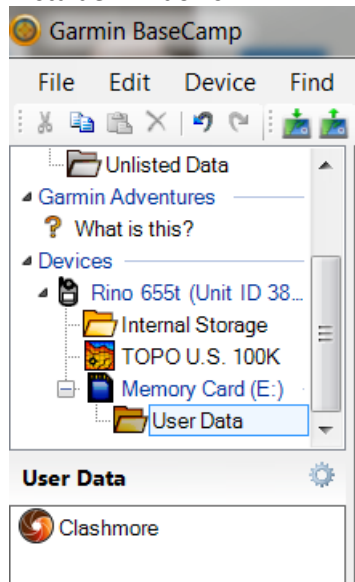 Garmin BaseCamp
File Edit Device Find
Unlisted Data
Garmin Adventures
? What is this?
Devices
Rino 655t (Unit ID 38...
Internal Storage
TOPO U.S. 100K
Memory Card (E:)
User Data
User Data
Clashmore